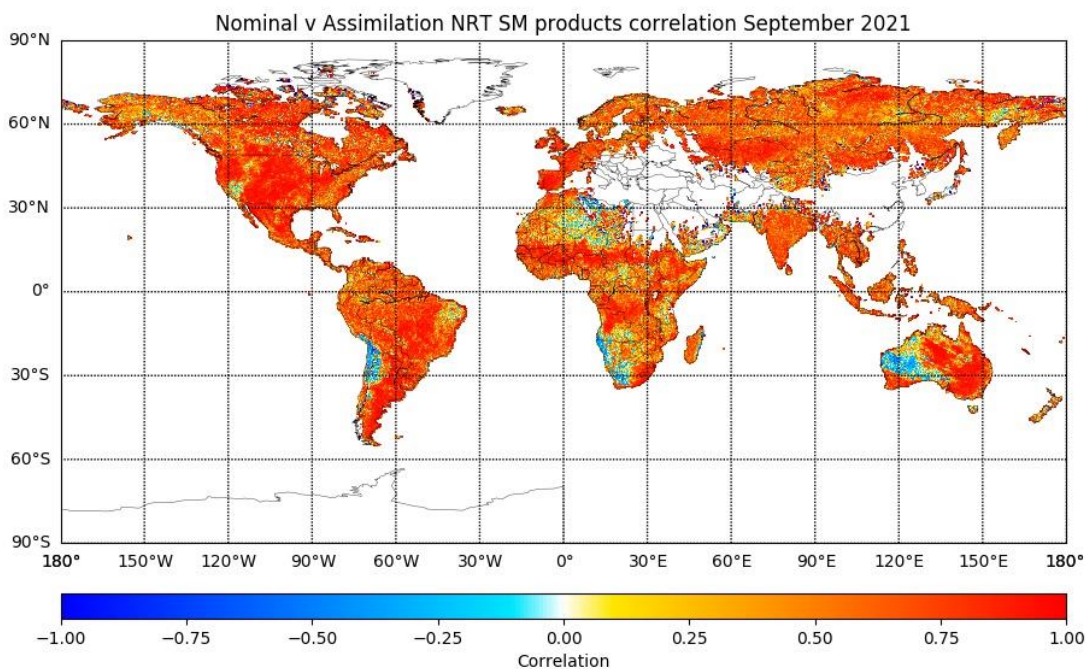 Nominal v Assimilation NRT SM products correlation September 2021
90°N
60°N
30°N
0°
30°S
60°S
90°S
180° 150°W 120°W 90°W 60°W 30°W 0° 30°E 60°E 90°E 120°E 150°E 180°
−1.00 −0.75 −0.50 −0.25 0.00 0.25 0.50 0.75 1.00
Correlation